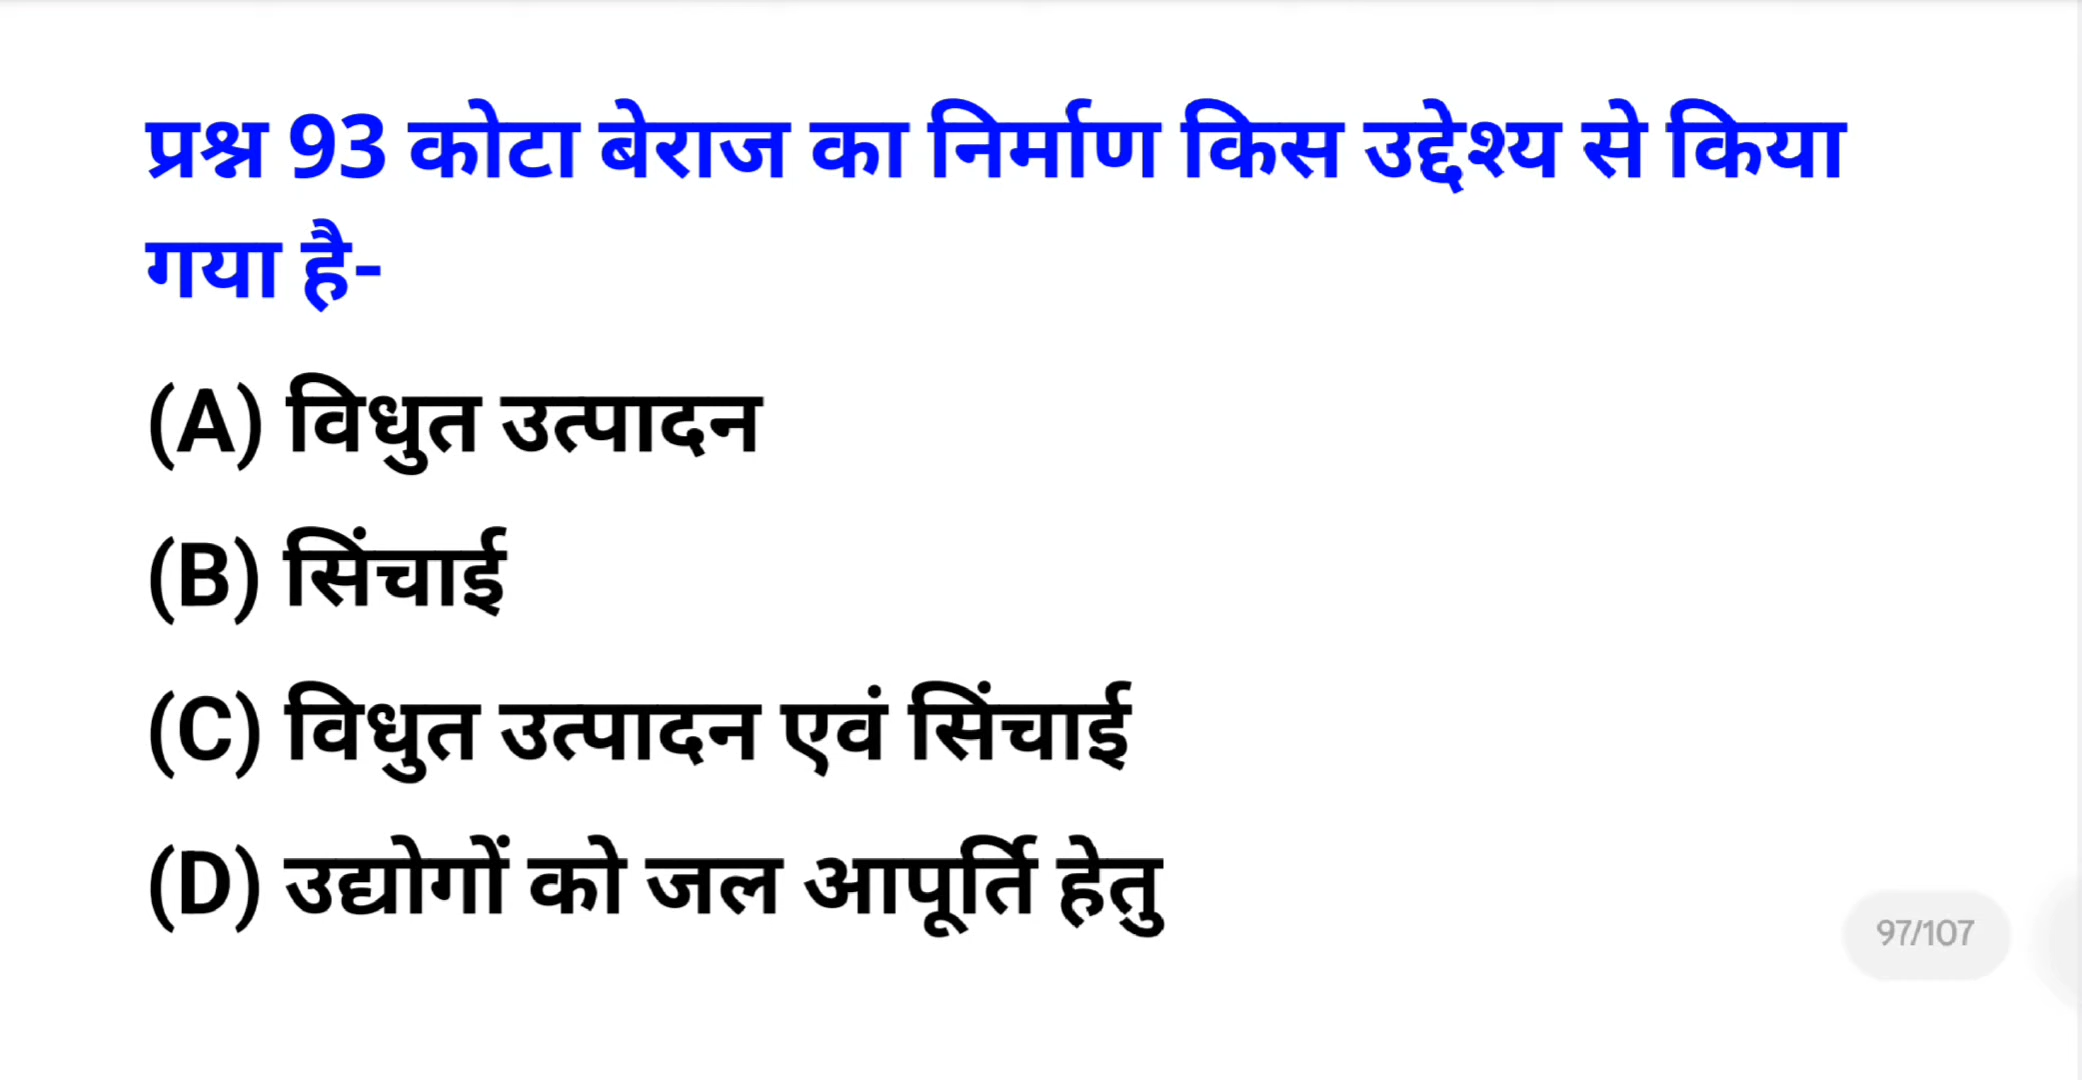 प्रश्न 93 कोटा बेराज का निर्माण किस उद्देश्य से किया
गया है-
(A) विधुत उत्पादन
(B) सिंचाई
(C) विधुत उत्पादन एवं सिंचाई
(D) उद्योगों को जल आपूर्ति हेतु
97/107